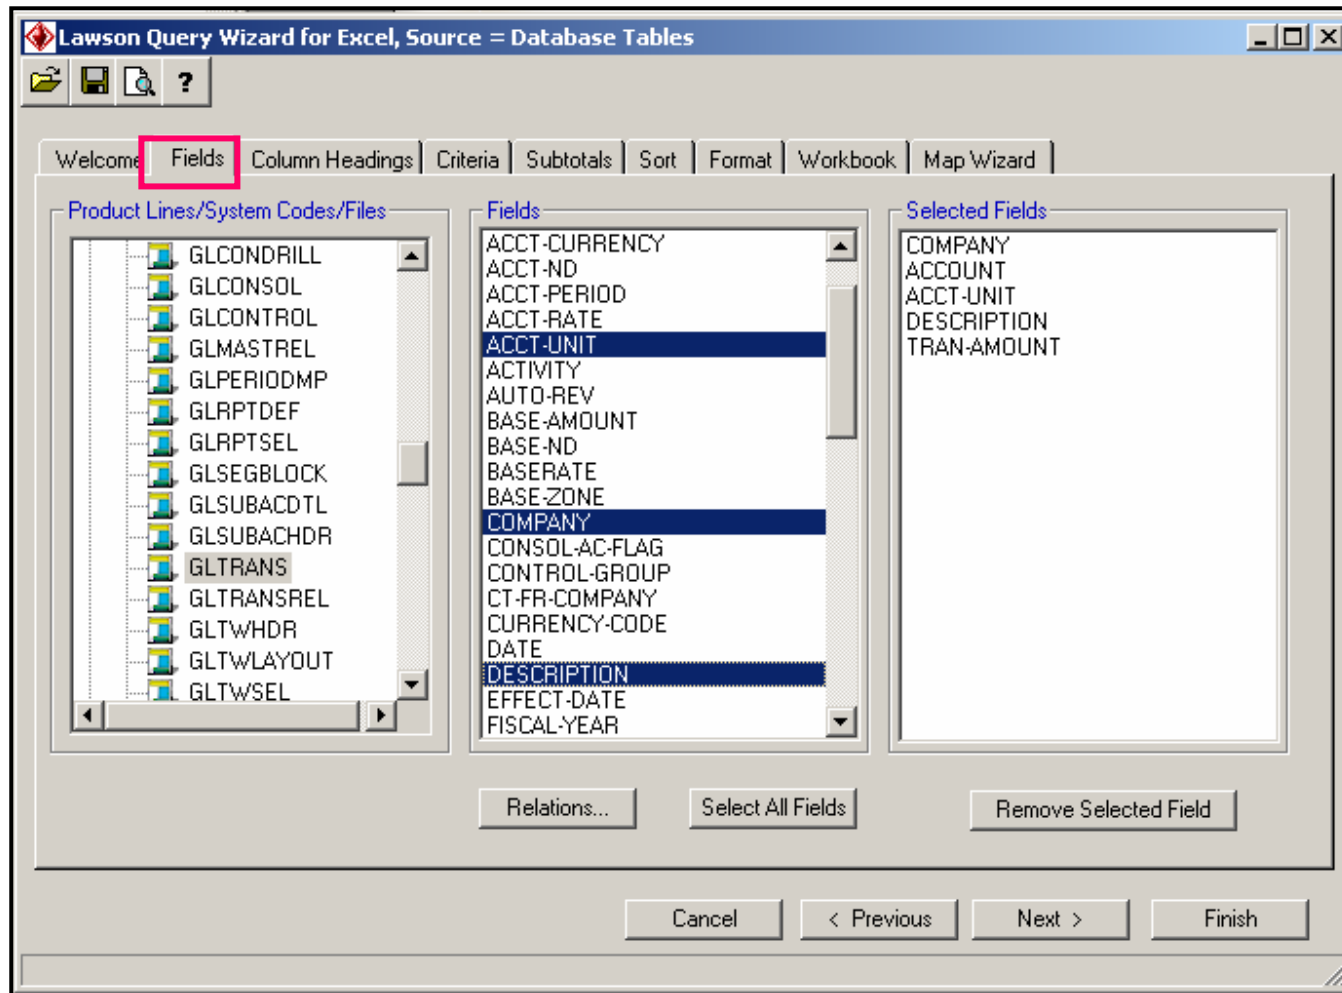 Lawson Query Wizard for Excel, Source = Database Tables
?
Welcome Fields Column Headings Criteria Subtotals Sort Format Workbook Map Wizard
Product Lines/System Codes/Files
GLCONDRILL
GLCONSOL
GLCONTROL
GLMASTREL
GLPERIODMP
GLRPTDEF
GLRPTSEL
GLSEGBLOCK
GLSUBACDTL
GLSUBACHDR
GLTRANS
GLTRANSREL
GLTWHDR
GLTWLAYOUT
GLTWSEL
Fields
ACCT-CURRENCY
ACCT-ND
ACCT-PERIOD
ACCT-RATE
ACCT-UNIT
ACTIVITY
AUTO-REV
BASE-AMOUNT
BASE-ND
BASERATE
BASE-ZONE
COMPANY
CONSOL-AC-FLAG
CONTROL-GROUP
CT-FR-COMPANY
CURRENCY-CODE
DATE
DESCRIPTION
EFFECT-DATE
FISCAL-YEAR
Selected Fields
COMPANY
ACCOUNT
ACCT-UNIT
DESCRIPTION
TRAN-AMOUNT
Relations... Select All Fields Remove Selected Field
Cancel < Previous Next > Finish